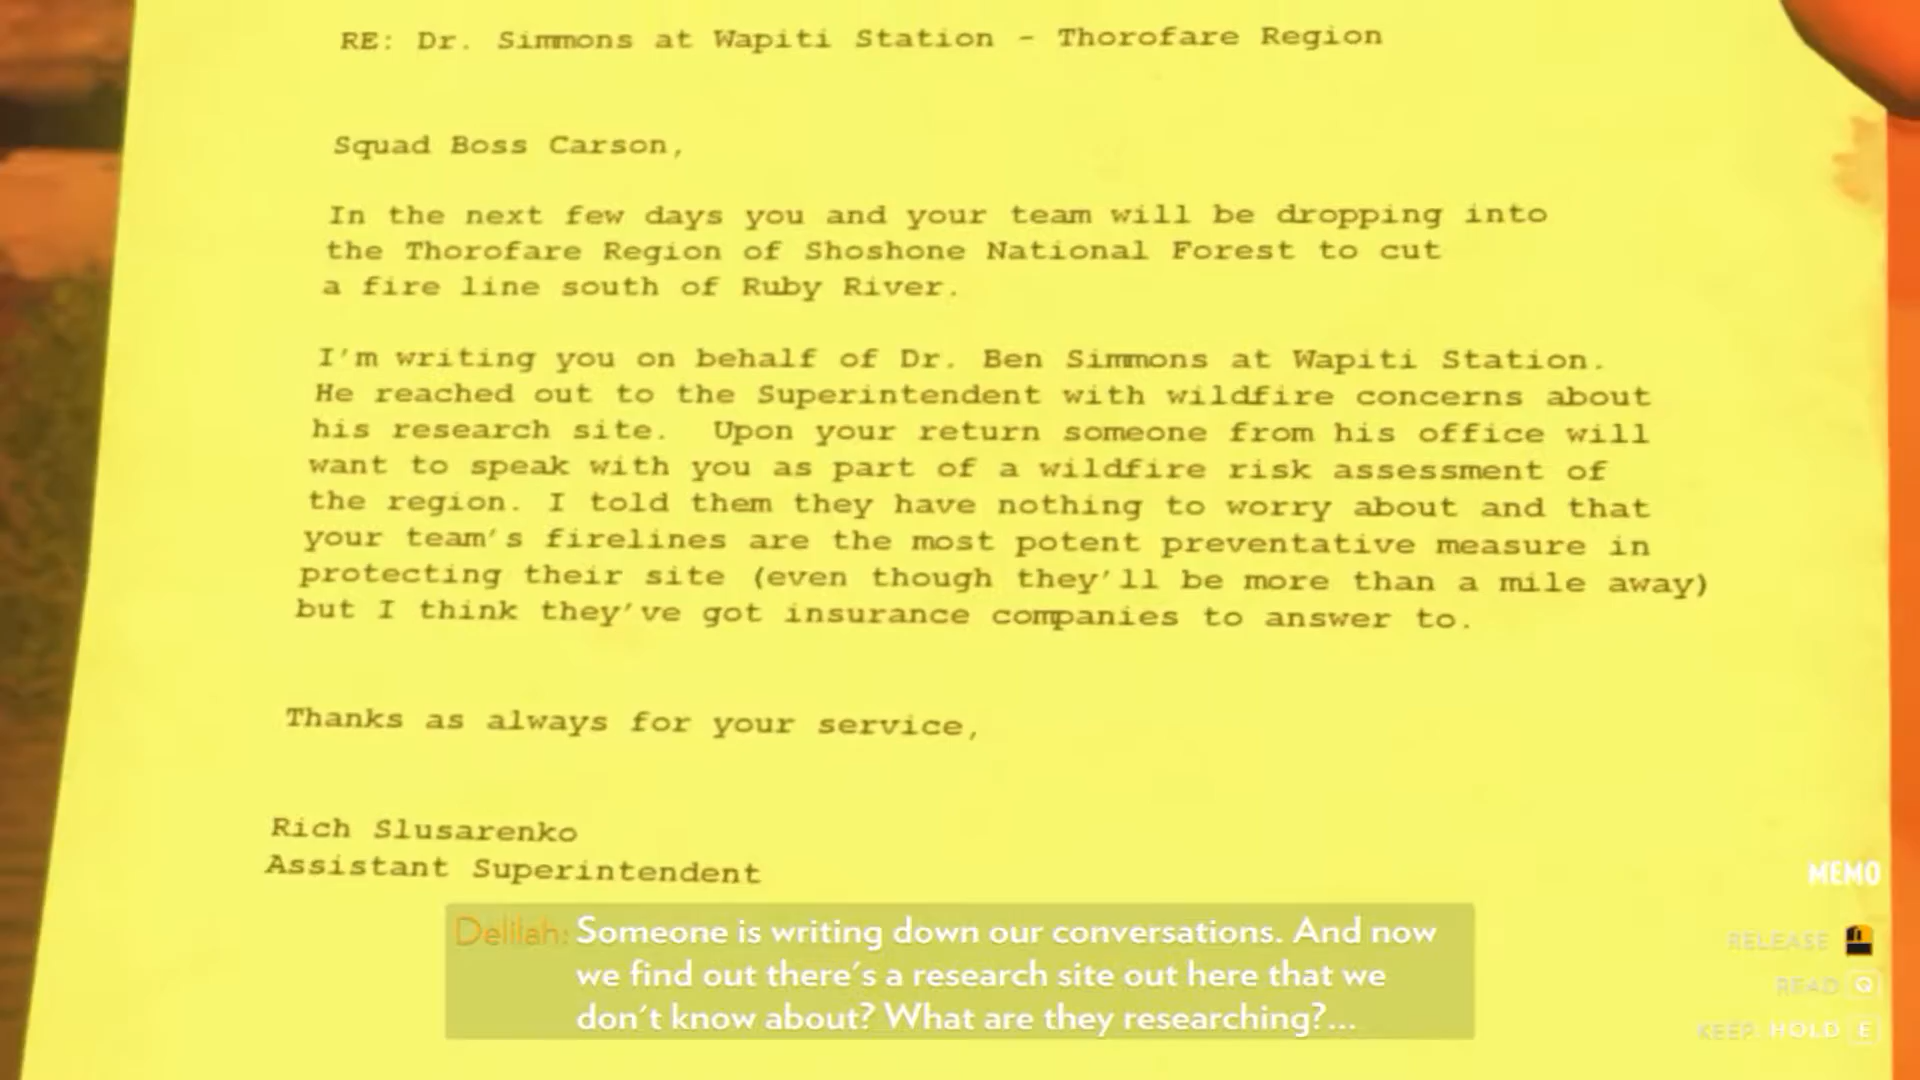 RE: Dr. Simmons at Wapiti Station - Thorofare Region
Squad Boss Carson,
In the next few days you and your team will be dropping into
the Thorofare Region of Shoshone National Forest to cut
a fire line south of Ruby River.
I'm writing you on behalf of Dr. Ben Simmons at Wapiti Station.
He reached out to the Superintendent with wildfire concerns about
his research site. Upon your return someone from his office will
want to speak with you as part of a wildfire risk assessment of
the region. I told them they have nothing to worry about and that
your team's firelines are the most potent preventative measure in
protecting their site (even though they'll be more than a mile away)
but I think they've got insurance companies to answer to.
Thanks as always for your service,
Rich Slusarenko
Assistant Superintendent
Delilah: Someone is writing down our conversations. And now
we find out there's a research site out here that we
don't know about? What are they researching?...
MEMO
RELEASE
READ Q
KEEP: HOLD E